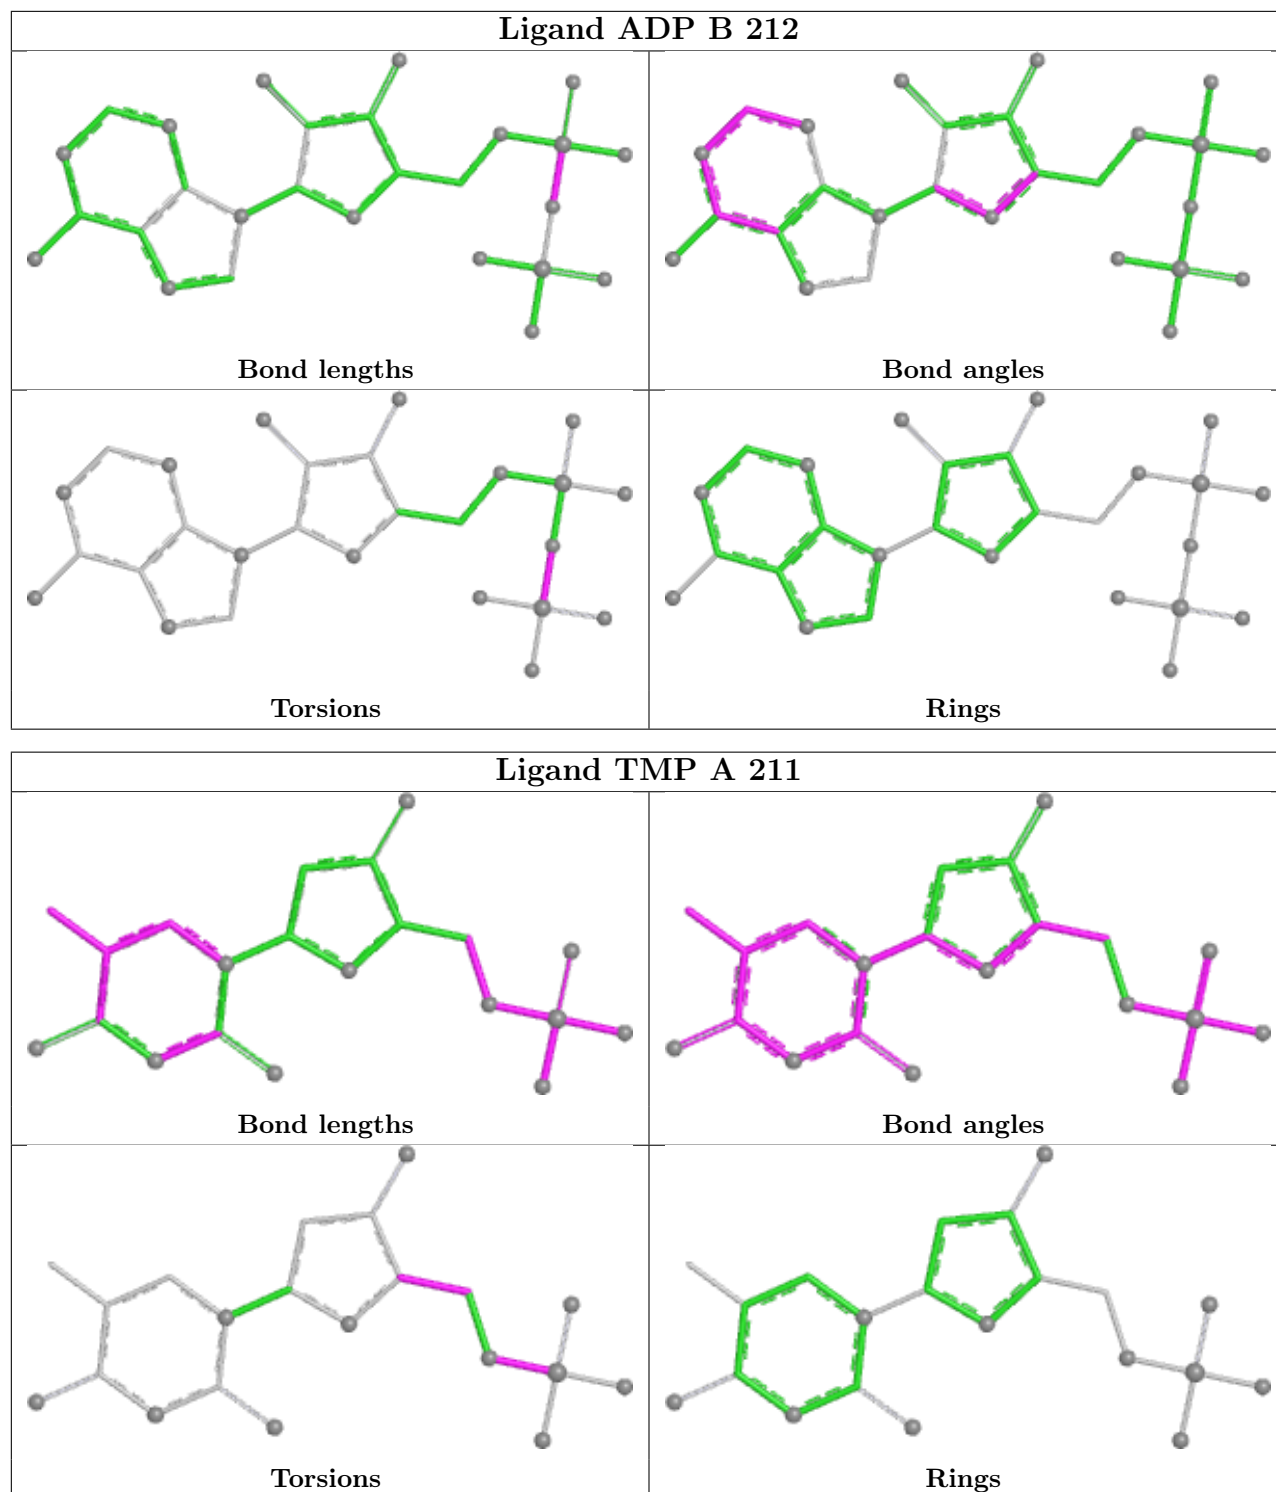 Ligand ADP B 212
Bond lengths
Bond angles
Torsions
Rings
Ligand TMP A 211
Bond lengths
Bond angles
Torsions
Rings